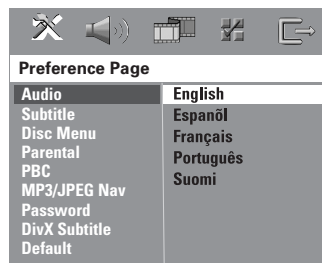 Preference Page
Audio
Subtitle
Disc Menu
Parental
PBC
MP3/JPEG Nav
Password
DivX Subtitle
Default
English
Espanõl
Français
Português
Suomi